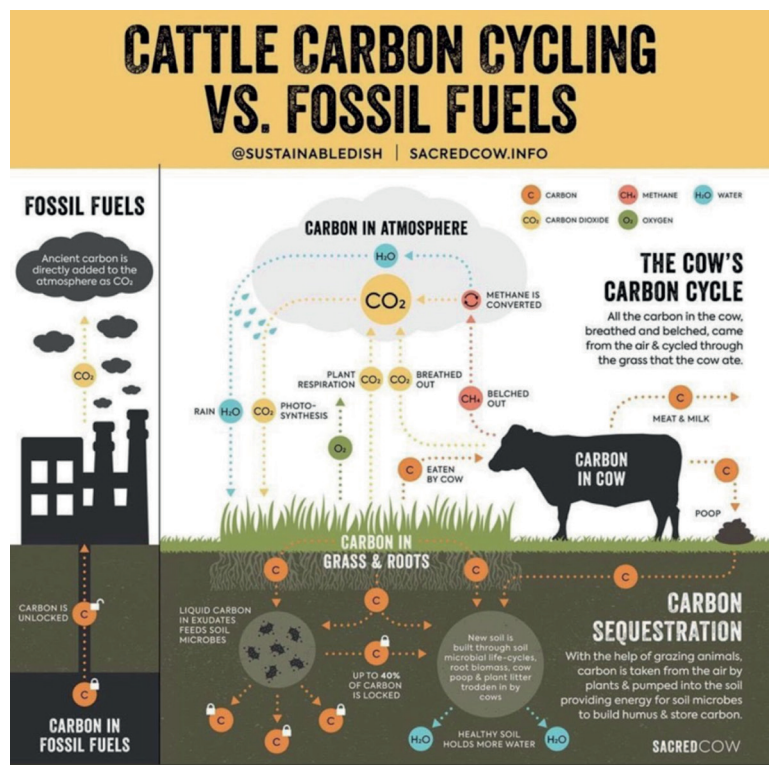 CATTLE CARBON CYCLING
VS. FOSSIL FUELS
@SUSTAINABLEDISH | SACREDCOW.INFO
FOSSIL FUELS
Ancient carbon is
directly added to the
atmosphere as CO₂
CO₂
CARBON IS
UNLOCKED
C
C
CARBON IN
FOSSIL FUELS
C CARBON
CH₄ METHANE
H₂O WATER
CO₂ CARBON DIOXIDE
O₂ OXYGEN
CARBON IN ATMOSPHERE
H₂O
CO₂
METHANE IS
CONVERTED
THE COW'S
CARBON CYCLE
All the carbon in the cow,
breathed and belched, came
from the air & cycled through
the grass that the cow ate.
RAIN H₂O
CO₂ PHOTO-
SYNTHESIS
O₂
PLANT
RESPIRATION
CO₂
CO₂ BREATHED
OUT
CH₄ BELCHED
OUT
C EATEN
BY COW
CARBON
IN COW
C
MEAT & MILK
C
POOP
CARBON IN
GRASS & ROOTS
C
C
C
C
LIQUID CARBON
IN EXUDATES
FEEDS SOIL
MICROBES
C
UP TO 40%
OF CARBON
IS LOCKED
C
C
C
New soil is
built through soil
microbial life-cycles,
root biomass, cow
poop & plant litter
trodden in by
cows
H₂O
HEALTHY SOIL
HOLDS MORE WATER
H₂O
CARBON
SEQUESTRATION
With the help of grazing animals,
carbon is taken from the air by
plants & pumped into the soil
providing energy for soil microbes
to build humus & store carbon.
SACREDCOW